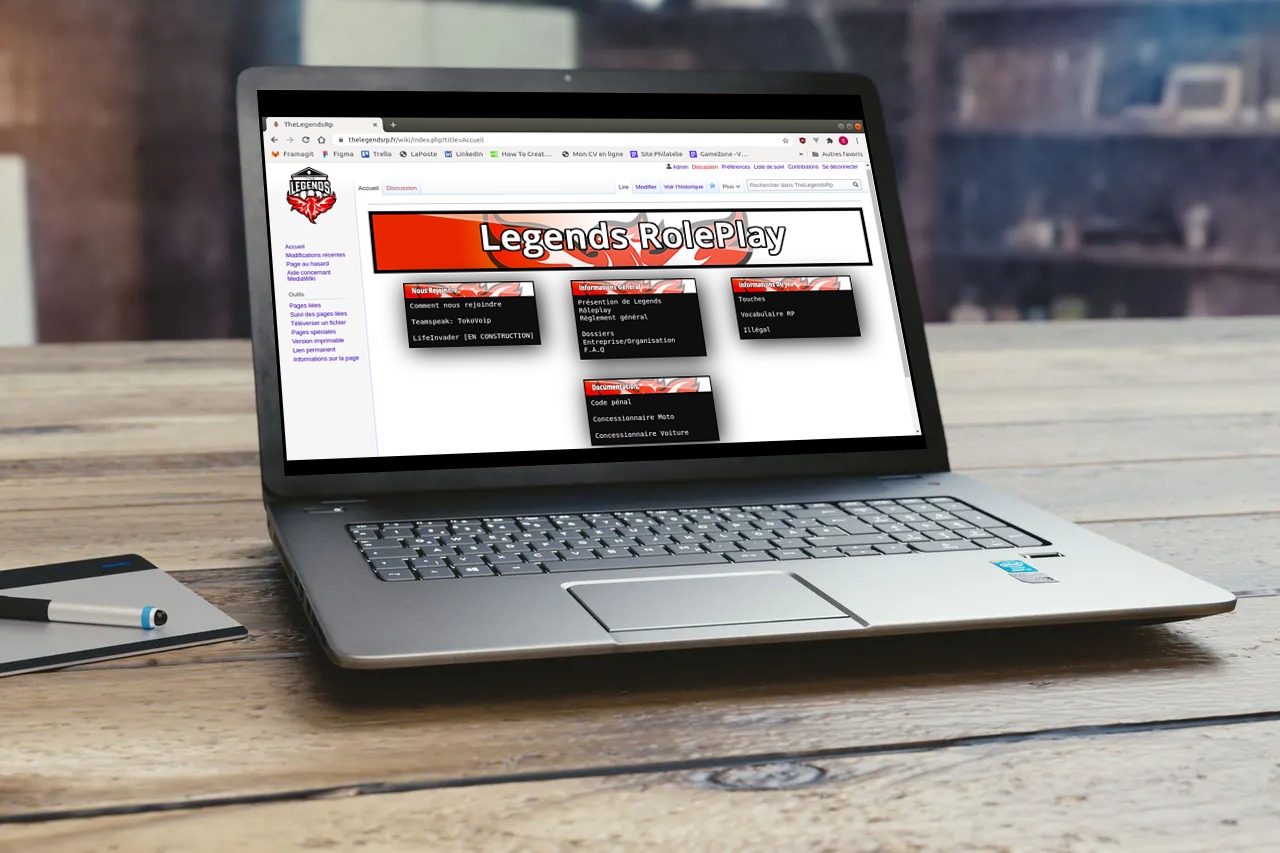 TheLegendsRp
thelegendsrp.fr/wiki/index.php?title=Accueil
Framagit Figma Trello LaPoste LinkedIn How To Creat... Mon CV en ligne Site Philatelie GameZone - V... » Autres favoris
Admin Discussion Préférences Liste de suivi Contributions Se déconnecter
LEGENDS
Accueil Discussion Lire Modifier Voir l'historique Plus Rechercher dans TheLegendsRp
Legends RolePlay
Accueil
Modifications récentes
Page au hasard
Aide concernant
MediaWiki
Outils
Pages liées
Suivi des pages liées
Téléverser un fichier
Pages spéciales
Version imprimable
Lien permanent
Informations sur la page
Nous Rejoindre
Comment nous rejoindre
Teamspeak: TokoVoip
LifeInvader [EN CONSTRUCTION]
Informations Général
Présention de Legends
Rôleplay
Règlement général
Dossiers
Entreprise/Organisation
F.A.Q
Informations Du Jeu
Touches
Vocabulaire RP
Illégal
Documentation
Code pénal
Concessionnaire Moto
Concessionnaire Voiture